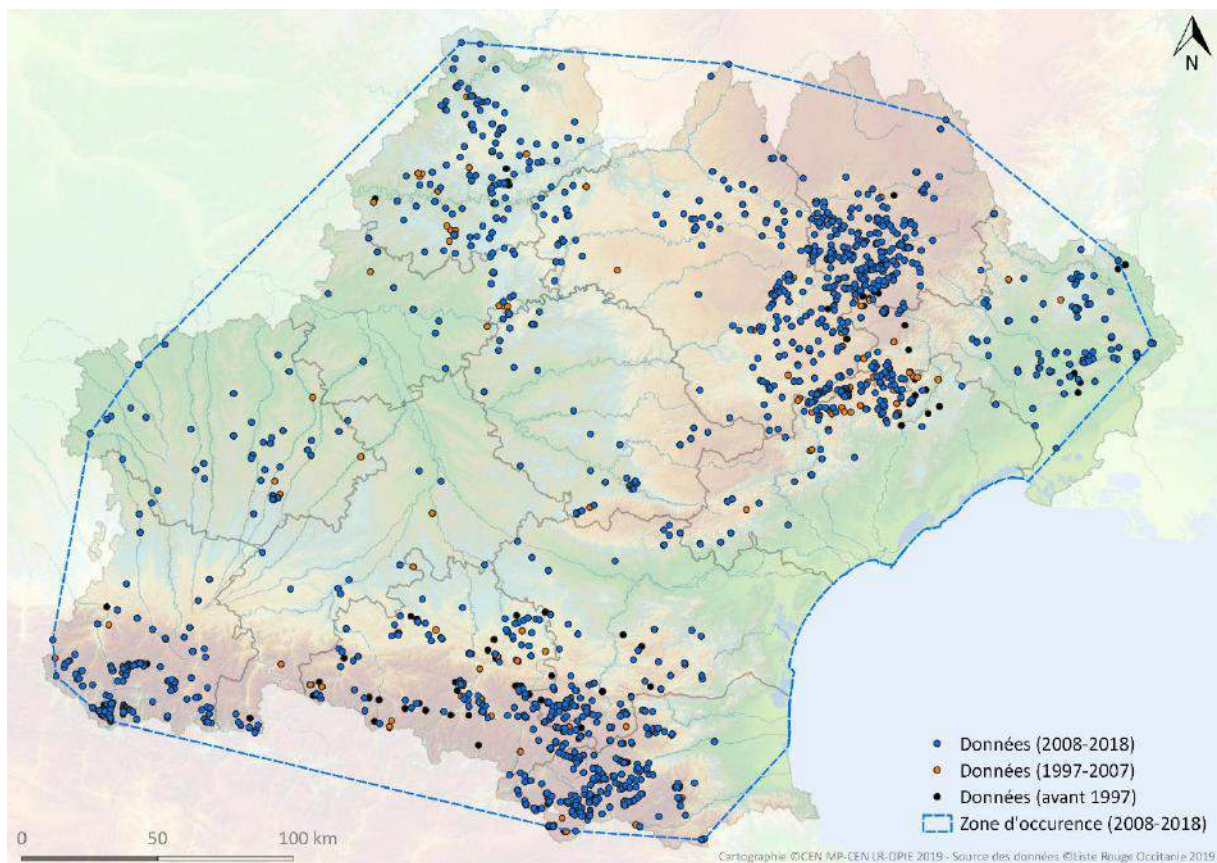 N
Données (2008-2018)
Données (1997-2007)
Données (avant 1997)
Zone d'occurence (2008-2018)
0 50 100 km
Cartographie ©CEN MP-CEN LR-OPIE 2019 - Source des données ©Liste Rouge Occitanie 2019